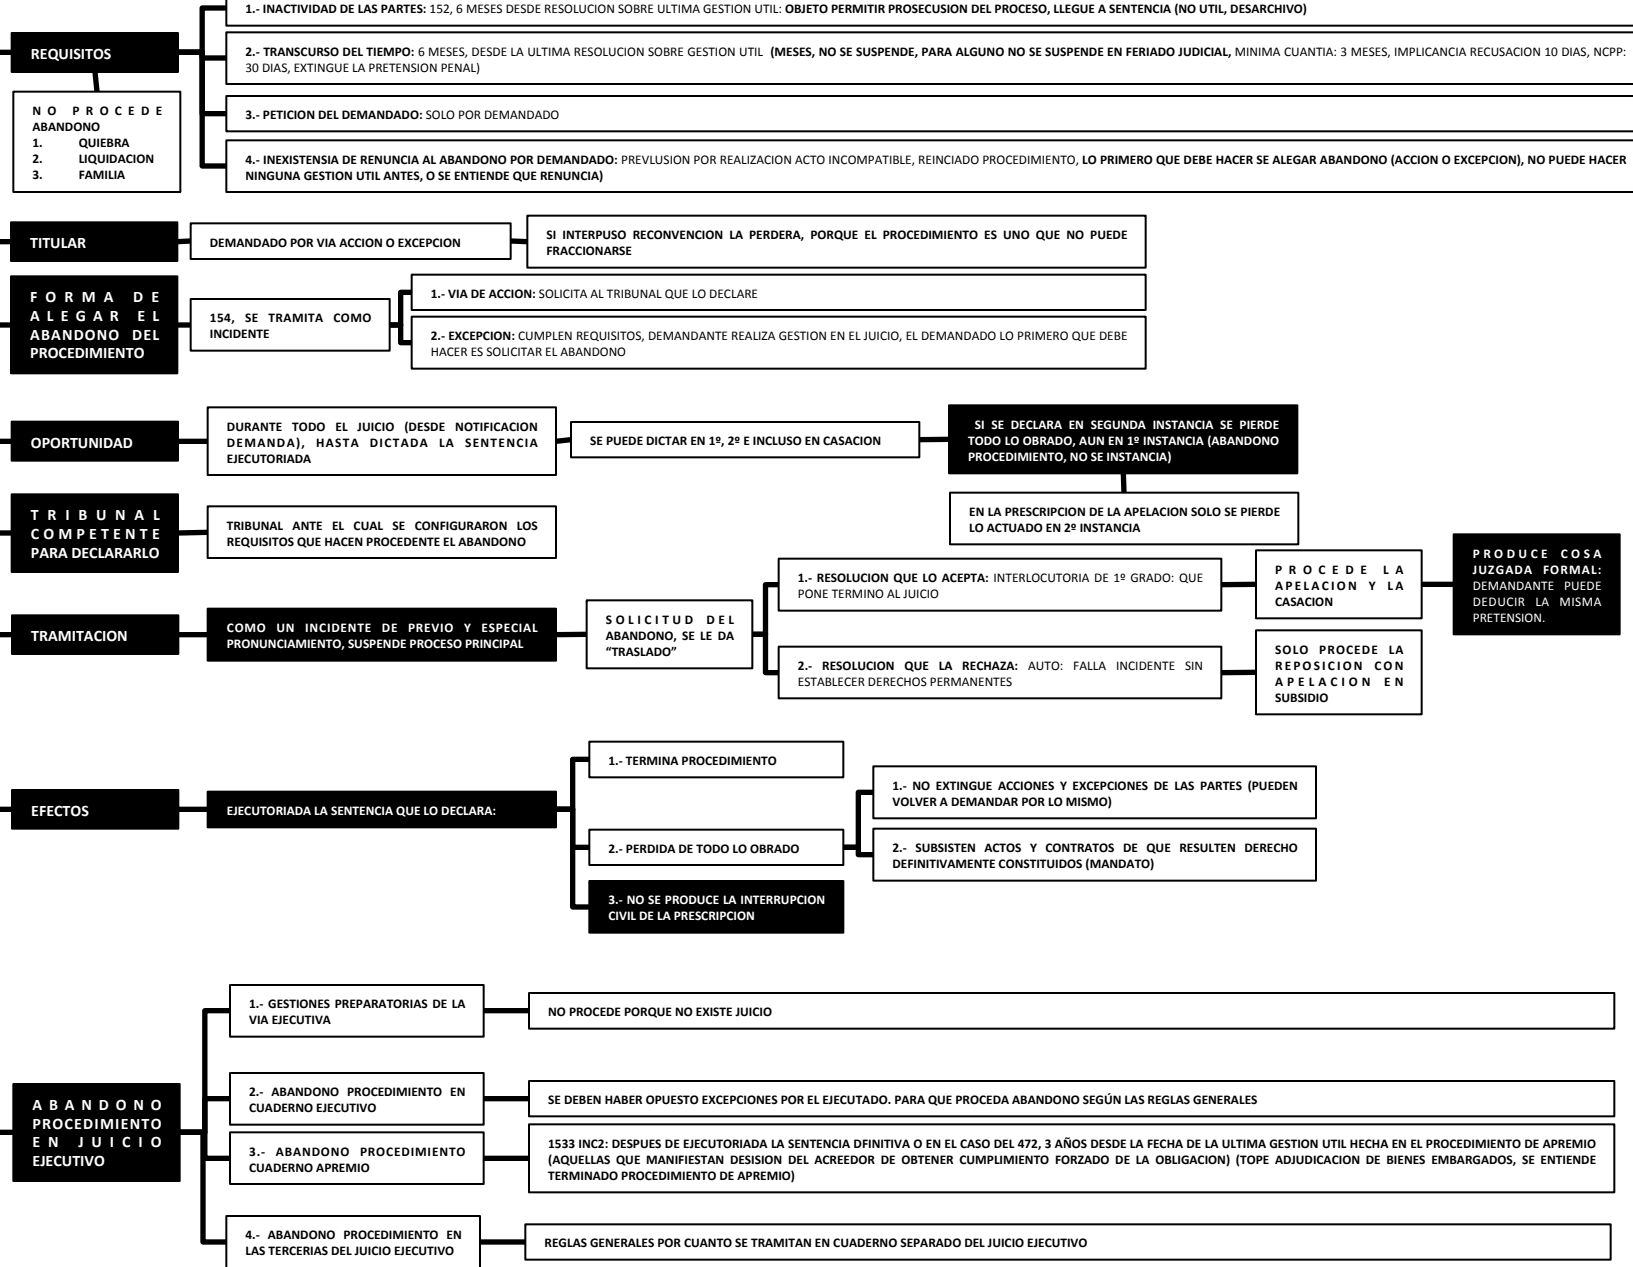 REQUISITOS
NO PROCEDE
ABANDONO
1. QUIEBRA
2. LIQUIDACION
3. FAMILIA
1.- INACTIVIDAD DE LAS PARTES: 152, 6 MESES DESDE RESOLUCION SOBRE ULTIMA GESTION UTIL: OBJETO PERMITIR PROSECUSION DEL PROCESO, LLEGUE A SENTENCIA (NO UTIL, DESARCHIVO)
2.- TRANSCURSO DEL TIEMPO: 6 MESES, DESDE LA ULTIMA RESOLUCION SOBRE GESTION UTIL (MESES, NO SE SUSPENDE, PARA ALGUNO NO SE SUSPENDE EN FERIADO JUDICIAL, MINIMA CUANTIA: 3 MESES, IMPLICANCIA RECUSACION 10 DIAS, NCPP:
30 DIAS, EXTINGUE LA PRETENSION PENAL)
3.- PETICION DEL DEMANDADO: SOLO POR DEMANDADO
4.- INEXISTENSIA DE RENUNCIA AL ABANDONO POR DEMANDADO: PREVLUSION POR REALIZACION ACTO INCOMPATIBLE, REINCIADO PROCEDIMIENTO, LO PRIMERO QUE DEBE HACER SE ALEGAR ABANDONO (ACCION O EXCEPCION), NO PUEDE HACER
NINGUNA GESTION UTIL ANTES, O SE ENTIENDE QUE RENUNCIA)
TITULAR
DEMANDADO POR VIA ACCION O EXCEPCION
SI INTERPUSO RECONVENCION LA PERDERA, PORQUE EL PROCEDIMIENTO ES UNO QUE NO PUEDE
FRACCIONARSE
FORMA DE
ALEGAR EL
ABANDONO DEL
PROCEDIMIENTO
154, SE TRAMITA COMO
INCIDENTE
1.- VIA DE ACCION: SOLICITA AL TRIBUNAL QUE LO DECLARE
2.- EXCEPCION: CUMPLEN REQUISITOS, DEMANDANTE REALIZA GESTION EN EL JUICIO, EL DEMANDADO LO PRIMERO QUE DEBE
HACER ES SOLICITAR EL ABANDONO
OPORTUNIDAD
DURANTE TODO EL JUICIO (DESDE NOTIFICACION
DEMANDA), HASTA DICTADA LA SENTENCIA
EJECUTORIADA
SE PUEDE DICTAR EN 1º, 2º E INCLUSO EN CASACION
SI SE DECLARA EN SEGUNDA INSTANCIA SE PIERDE
TODO LO OBRADO, AUN EN 1º INSTANCIA (ABANDONO
PROCEDIMIENTO, NO SE INSTANCIA)
EN LA PRESCRIPCION DE LA APELACION SOLO SE PIERDE
LO ACTUADO EN 2º INSTANCIA
TRIBUNAL
COMPETENTE
PARA DECLARARLO
TRIBUNAL ANTE EL CUAL SE CONFIGURARON LOS
REQUISITOS QUE HACEN PROCEDENTE EL ABANDONO
TRAMITACION
COMO UN INCIDENTE DE PREVIO Y ESPECIAL
PRONUNCIAMIENTO, SUSPENDE PROCESO PRINCIPAL
SOLICITUD DEL
ABANDONO, SE LE DA
“TRASLADO”
1.- RESOLUCION QUE LO ACEPTA: INTERLOCUTORIA DE 1º GRADO: QUE
PONE TERMINO AL JUICIO
PROCEDE LA
APELACION Y LA
CASACION
PRODUCE COSA
JUZGADA FORMAL:
DEMANDANTE PUEDE
DEDUCIR LA MISMA
PRETENSION.
2.- RESOLUCION QUE LA RECHAZA: AUTO: FALLA INCIDENTE SIN
ESTABLECER DERECHOS PERMANENTES
SOLO PROCEDE LA
REPOSICION CON
APELACION EN
SUBSIDIO
EFECTOS
EJECUTORIADA LA SENTENCIA QUE LO DECLARA:
1.- TERMINA PROCEDIMIENTO
2.- PERDIDA DE TODO LO OBRADO
1.- NO EXTINGUE ACCIONES Y EXCEPCIONES DE LAS PARTES (PUEDEN
VOLVER A DEMANDAR POR LO MISMO)
2.- SUBSISTEN ACTOS Y CONTRATOS DE QUE RESULTEN DERECHO
DEFINITIVAMENTE CONSTITUIDOS (MANDATO)
3.- NO SE PRODUCE LA INTERRUPCION
CIVIL DE LA PRESCRIPCION
ABANDONO
PROCEDIMIENTO
EN JUICIO
EJECUTIVO
1.- GESTIONES PREPARATORIAS DE LA
VIA EJECUTIVA
NO PROCEDE PORQUE NO EXISTE JUICIO
2.- ABANDONO PROCEDIMIENTO EN
CUADERNO EJECUTIVO
SE DEBEN HABER OPUESTO EXCEPCIONES POR EL EJECUTADO. PARA QUE PROCEDA ABANDONO SEGÚN LAS REGLAS GENERALES
3.- ABANDONO PROCEDIMIENTO
CUADERNO APREMIO
1533 INC2: DESPUES DE EJECUTORIADA LA SENTENCIA DFINITIVA O EN EL CASO DEL 472, 3 AÑOS DESDE LA FECHA DE LA ULTIMA GESTION UTIL HECHA EN EL PROCEDIMIENTO DE APREMIO
(AQUELLAS QUE MANIFIESTAN DESISION DEL ACREEDOR DE OBTENER CUMPLIMIENTO FORZADO DE LA OBLIGACION) (TOPE ADJUDICACION DE BIENES EMBARGADOS, SE ENTIENDE
TERMINADO PROCEDIMIENTO DE APREMIO)
4.- ABANDONO PROCEDIMIENTO EN
LAS TERCERIAS DEL JUICIO EJECUTIVO
REGLAS GENERALES POR CUANTO SE TRAMITAN EN CUADERNO SEPARADO DEL JUICIO EJECUTIVO